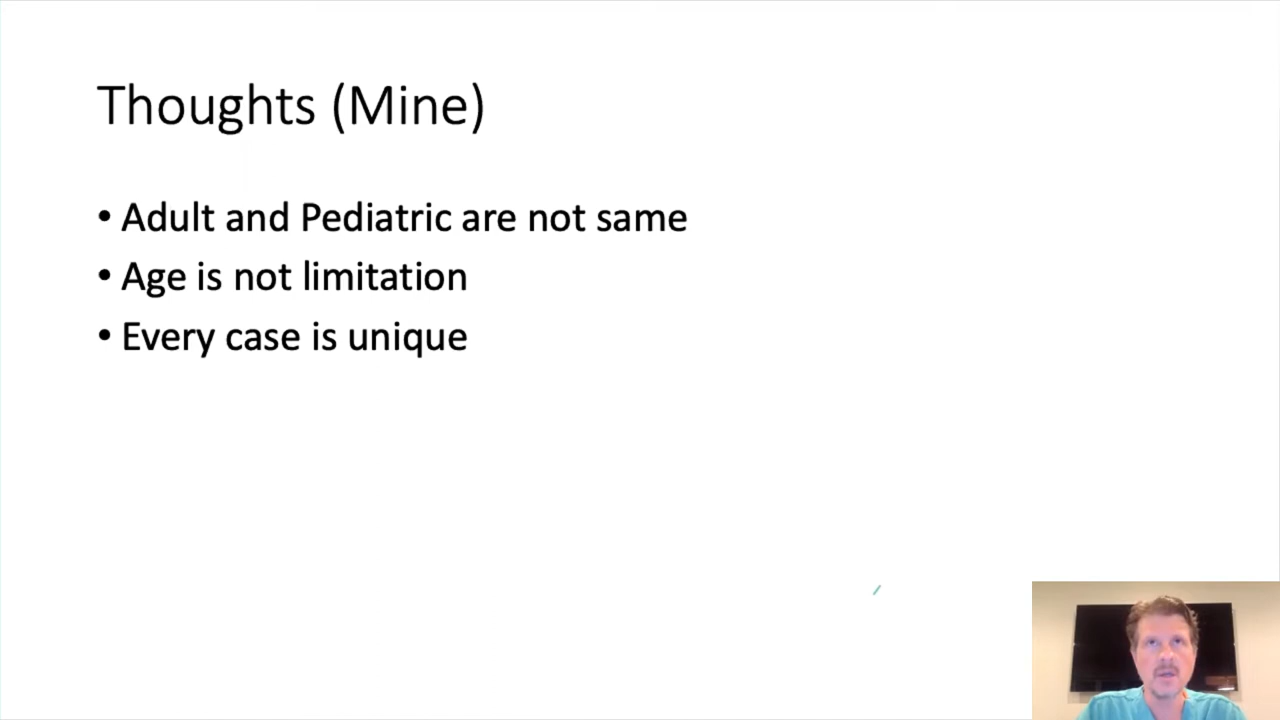 Thoughts (Mine)
• Adult and Pediatric are not same
• Age is not limitation
• Every case is unique